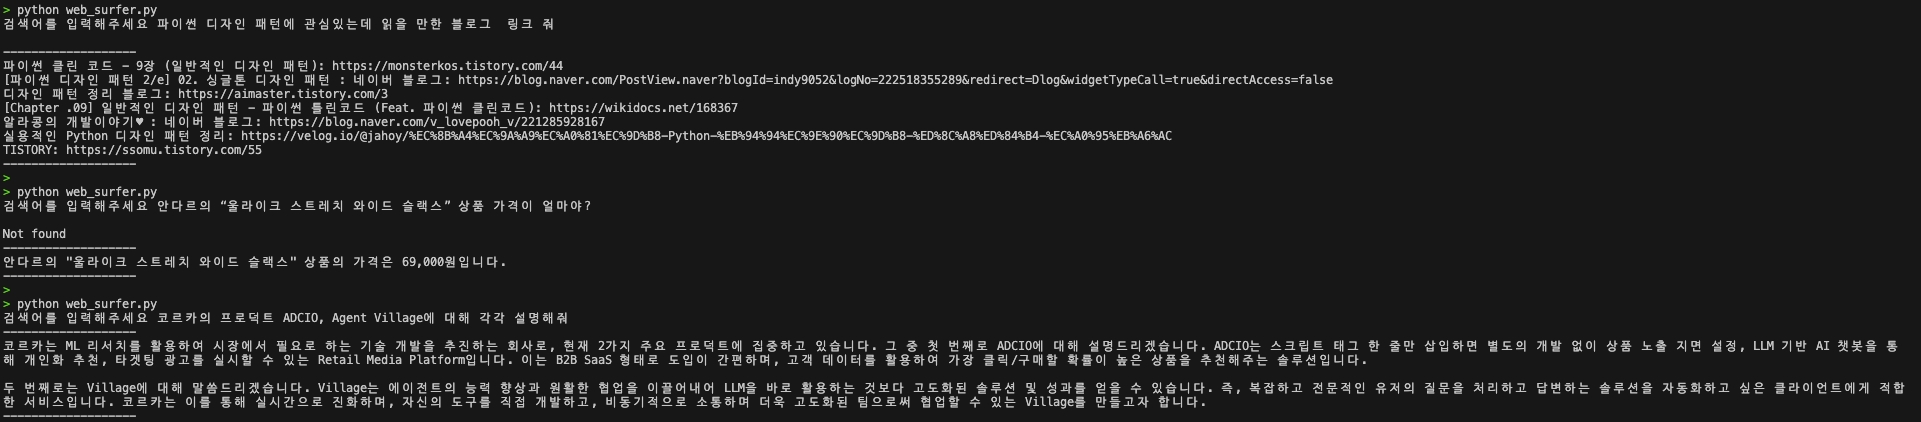 > python web_surfer.py
검색어를 입력해주세요 파이썬 디자인 패턴에 관심있는데 읽을 만한 블로그  링크 줘
-------------------
파이썬 클린 코드 - 9장 (일반적인 디자인 패턴): https://monsterkos.tistory.com/44
[파이썬 디자인 패턴 2/e] 02. 싱글톤 디자인 패턴 : 네이버 블로그: https://blog.naver.com/PostView.naver?blogId=indy9052&logNo=222518355289&redirect=Dlog&widgetTypeCall=true&directAccess=false
디자인 패턴 정리 블로그: https://aimaster.tistory.com/3
[Chapter .09] 일반적인 디자인 패턴 - 파이썬 틀린코드 (Feat. 파이썬 클린코드): https://wikidocs.net/168367
알라콩의 개발이야기♥ : 네이버 블로그: https://blog.naver.com/v_lovepooh_v/221285928167
실용적인 Python 디자인 패턴 정리: https://velog.io/@jahoy/%EC%8B%A4%EC%9A%A9%EC%A0%81%EC%9D%B8-Python-%EB%94%94%EC%9E%90%EC%9D%B8-%ED%8C%A8%ED%84%B4-%EC%A0%95%EB%A6%AC
TISTORY: https://ssomu.tistory.com/55
-------------------
>
> python web_surfer.py
검색어를 입력해주세요 안다르의 “울라이크 스트레치 와이드 슬랙스” 상품 가격이 얼마야?
Not found
-------------------
안다르의 "울라이크 스트레치 와이드 슬랙스" 상품의 가격은 69,000원입니다.
-------------------
>
> python web_surfer.py
검색어를 입력해주세요 코르카의 프로덕트 ADCIO, Agent Village에 대해 각각 설명해줘
-------------------
코르카는 ML 리서치를 활용하여 시장에서 필요로 하는 기술 개발을 추진하는 회사로, 현재 2가지 주요 프로덕트에 집중하고 있습니다. 그 중 첫 번째로 ADCIO에 대해 설명드리겠습니다. ADCIO는 스크립트 태그 한 줄만 삽입하면 별도의 개발 없이 상품 노출 지면 설정, LLM 기반 AI 챗봇을 통
해 개인화 추천, 타겟팅 광고를 실시할 수 있는 Retail Media Platform입니다. 이는 B2B SaaS 형태로 도입이 간편하며, 고객 데이터를 활용하여 가장 클릭/구매할 확률이 높은 상품을 추천해주는 솔루션입니다.
두 번째로는 Village에 대해 말씀드리겠습니다. Village는 에이전트의 능력 향상과 원활한 협업을 이끌어내어 LLM을 바로 활용하는 것보다 고도화된 솔루션 및 성과를 얻을 수 있습니다. 즉, 복잡하고 전문적인 유저의 질문을 처리하고 답변하는 솔루션을 자동화하고 싶은 클라이언트에게 적합
한 서비스입니다. 코르카는 이를 통해 실시간으로 진화하며, 자신의 도구를 직접 개발하고, 비동기적으로 소통하며 더욱 고도화된 팀으로써 협업할 수 있는 Village를 만들고자 합니다.
-------------------